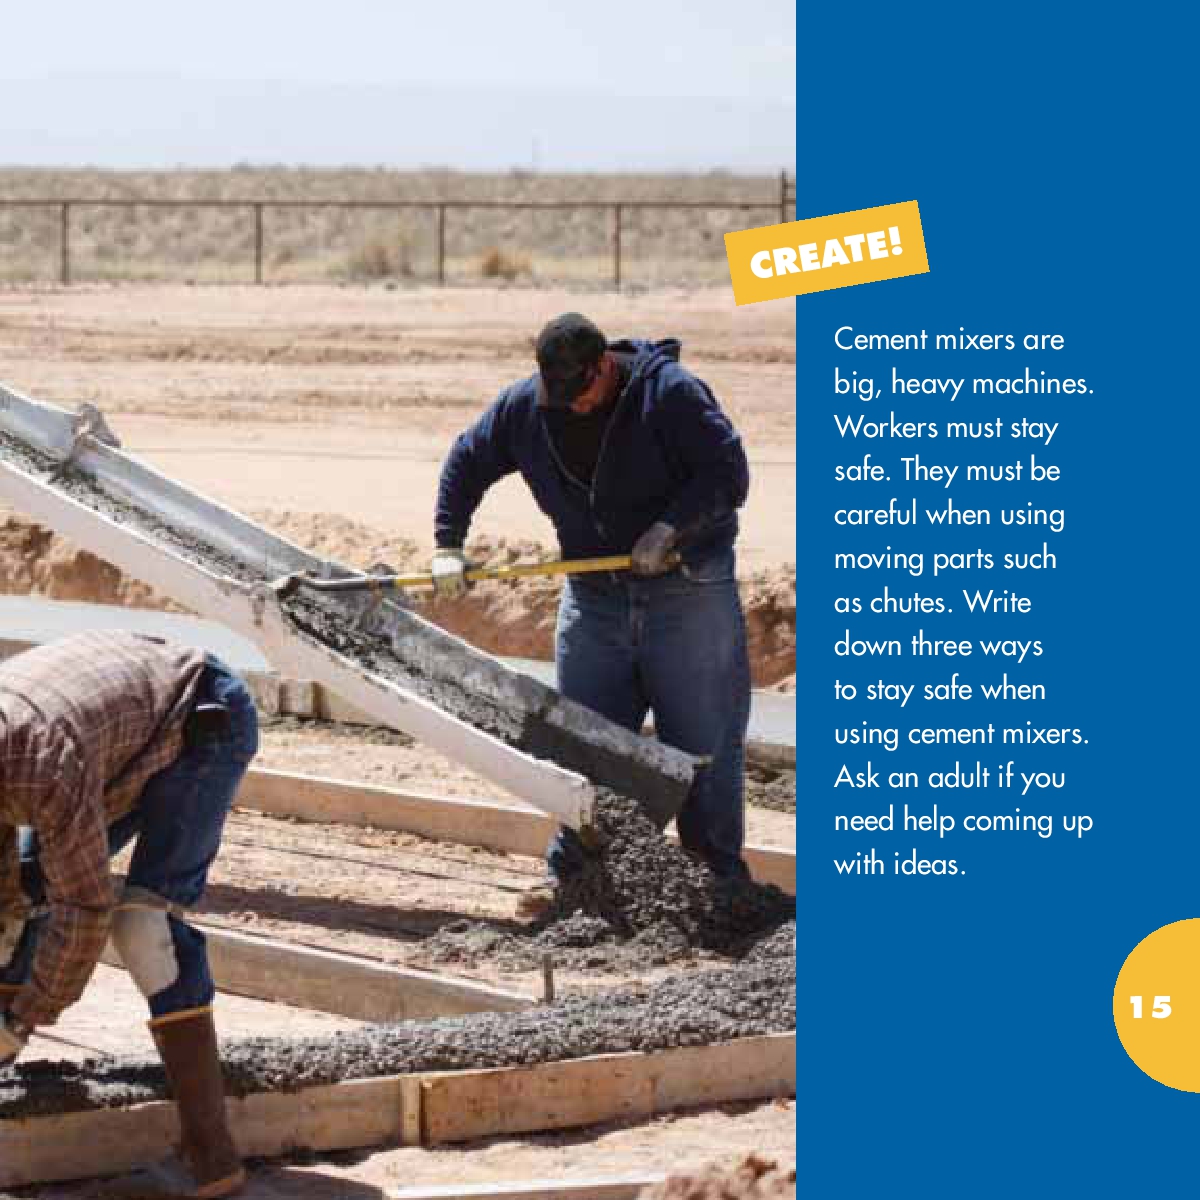 CREATE!
Cement mixers are
big, heavy machines.
Workers must stay
safe. They must be
careful when using
moving parts such
as chutes. Write
down three ways
to stay safe when
using cement mixers.
Ask an adult if you
need help coming up
with ideas.
15